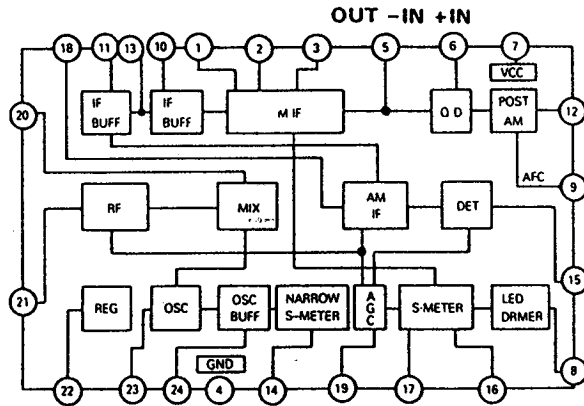 OUT -IN +IN
18 11 13 10 1 2 3 5 6 7
VCC
20 IF BUFF IF BUFF M IF Q D POST AM 12
AFC 9
RF MIX AM IF DET
15
21
REG OSC OSC BUFF NARROW S-METER AGC S-METER LED DRMER
GND 8
22 23 24 4 14 19 17 16